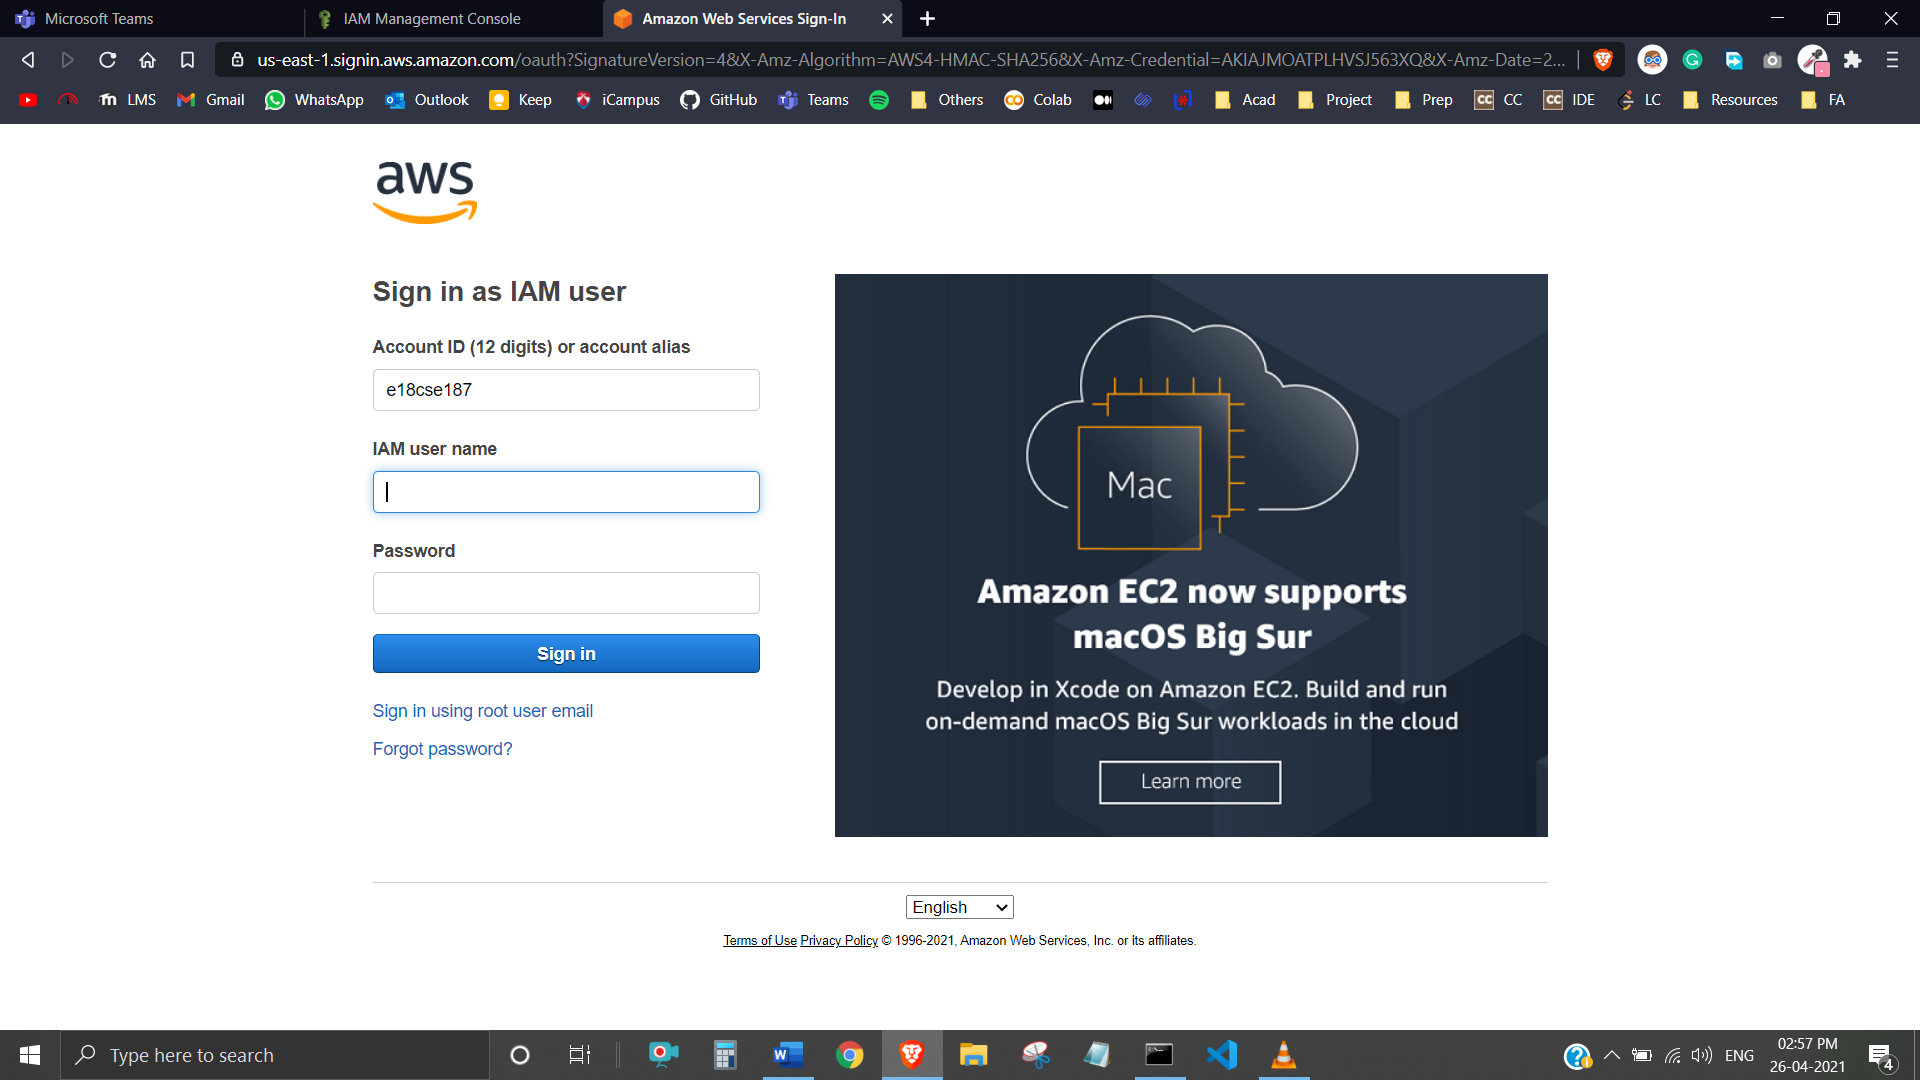 Microsoft Teams
IAM Management Console
Amazon Web Services Sign-In
us-east-1.signin.aws.amazon.com/oauth?SignatureVersion=4&X-Amz-Algorithm=AWS4-HMAC-SHA256&X-Amz-Credential=AKIAJMOATPLHVSJ563XQ&X-Amz-Date=2...
LMS
Gmail
WhatsApp
Outlook
Keep
iCampus
GitHub
Teams
Others
Colab
Acad
Project
Prep
CC CC
CC IDE
LC
Resources
FA
aws
Sign in as IAM user
Account ID (12 digits) or account alias
e18cse187
IAM user name
Password
Sign in
Sign in using root user email
Forgot password?
Mac
Amazon EC2 now supports
macOS Big Sur
Develop in Xcode on Amazon EC2. Build and run
on-demand macOS Big Sur workloads in the cloud
Learn more
English
Terms of Use Privacy Policy © 1996-2021, Amazon Web Services, Inc. or its affiliates.
Type here to search
ENG
02:57 PM
26-04-2021
4